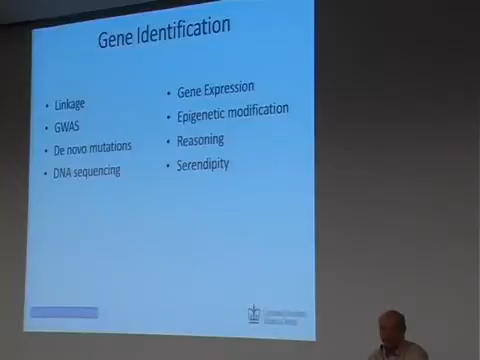 Gene Identification
• Linkage
• GWAS
• De novo mutations
• DNA sequencing
• Gene Expression
• Epigenetic modification
• Reasoning
• Serendipity